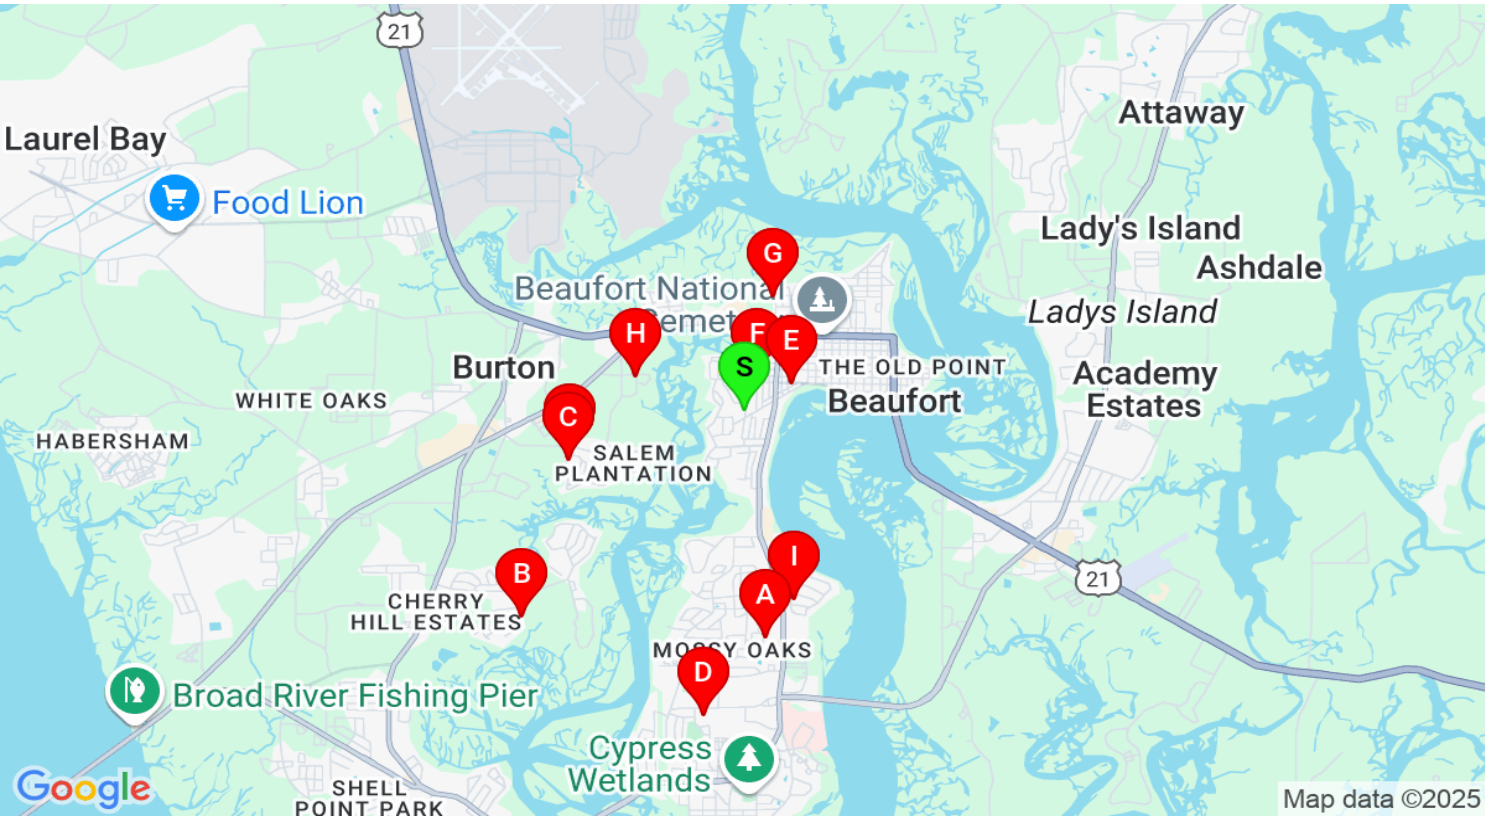 21
Laurel Bay
Food Lion
Attaway
Lady's Island
Ashdale
Ladys Island
G
Beaufort National
Cemet
H
F
E
S
THE OLD POINT
Beaufort
Burton
WHITE OAKS
C
HABERSHAM
SALEM
PLANTATION
Academy
Estates
I
21
B
A
CHERRY
HILL ESTATES
MOSSY OAKS
D
Broad River Fishing Pier
Cypress
Wetlands
SHELL
POINT PARK
Google
Map data ©2025